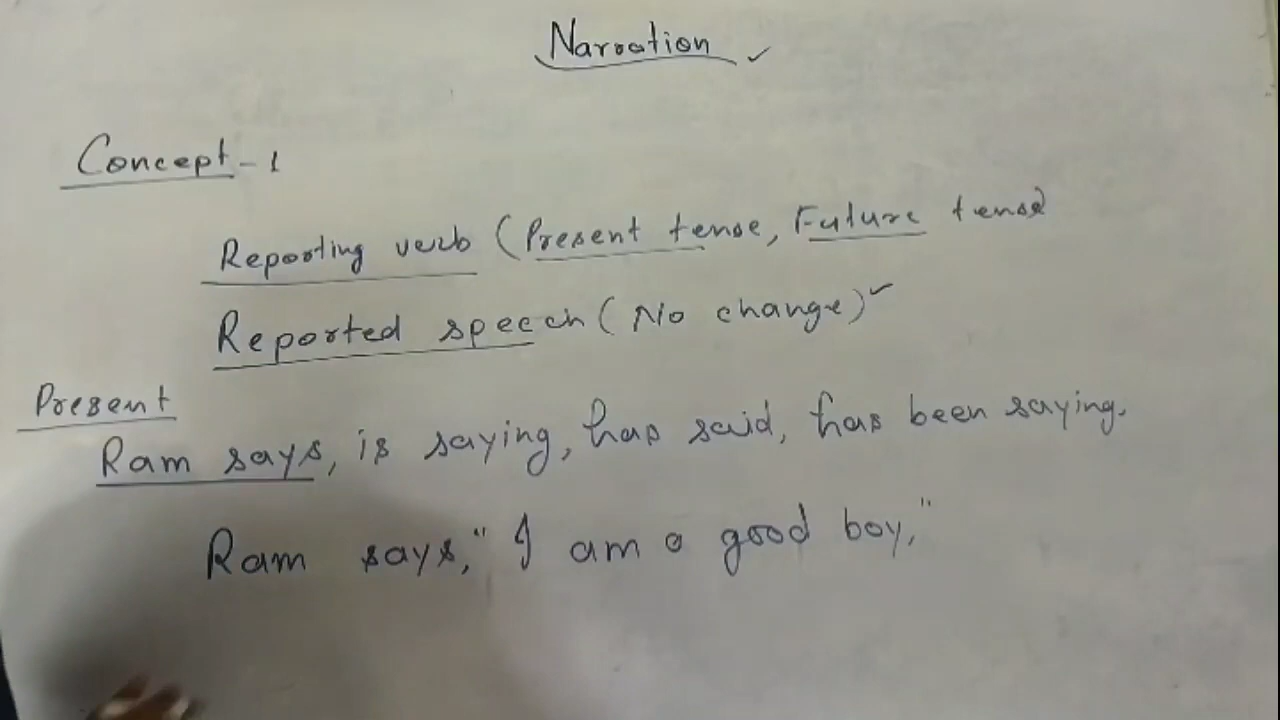 Narration ✓
Concept - 1
Reporting verb (Present tense, Future tense
Reported speech (No change) ✓
Present
Ram says, is saying, has said, has been saying.
Ram says," I am a good boy,"